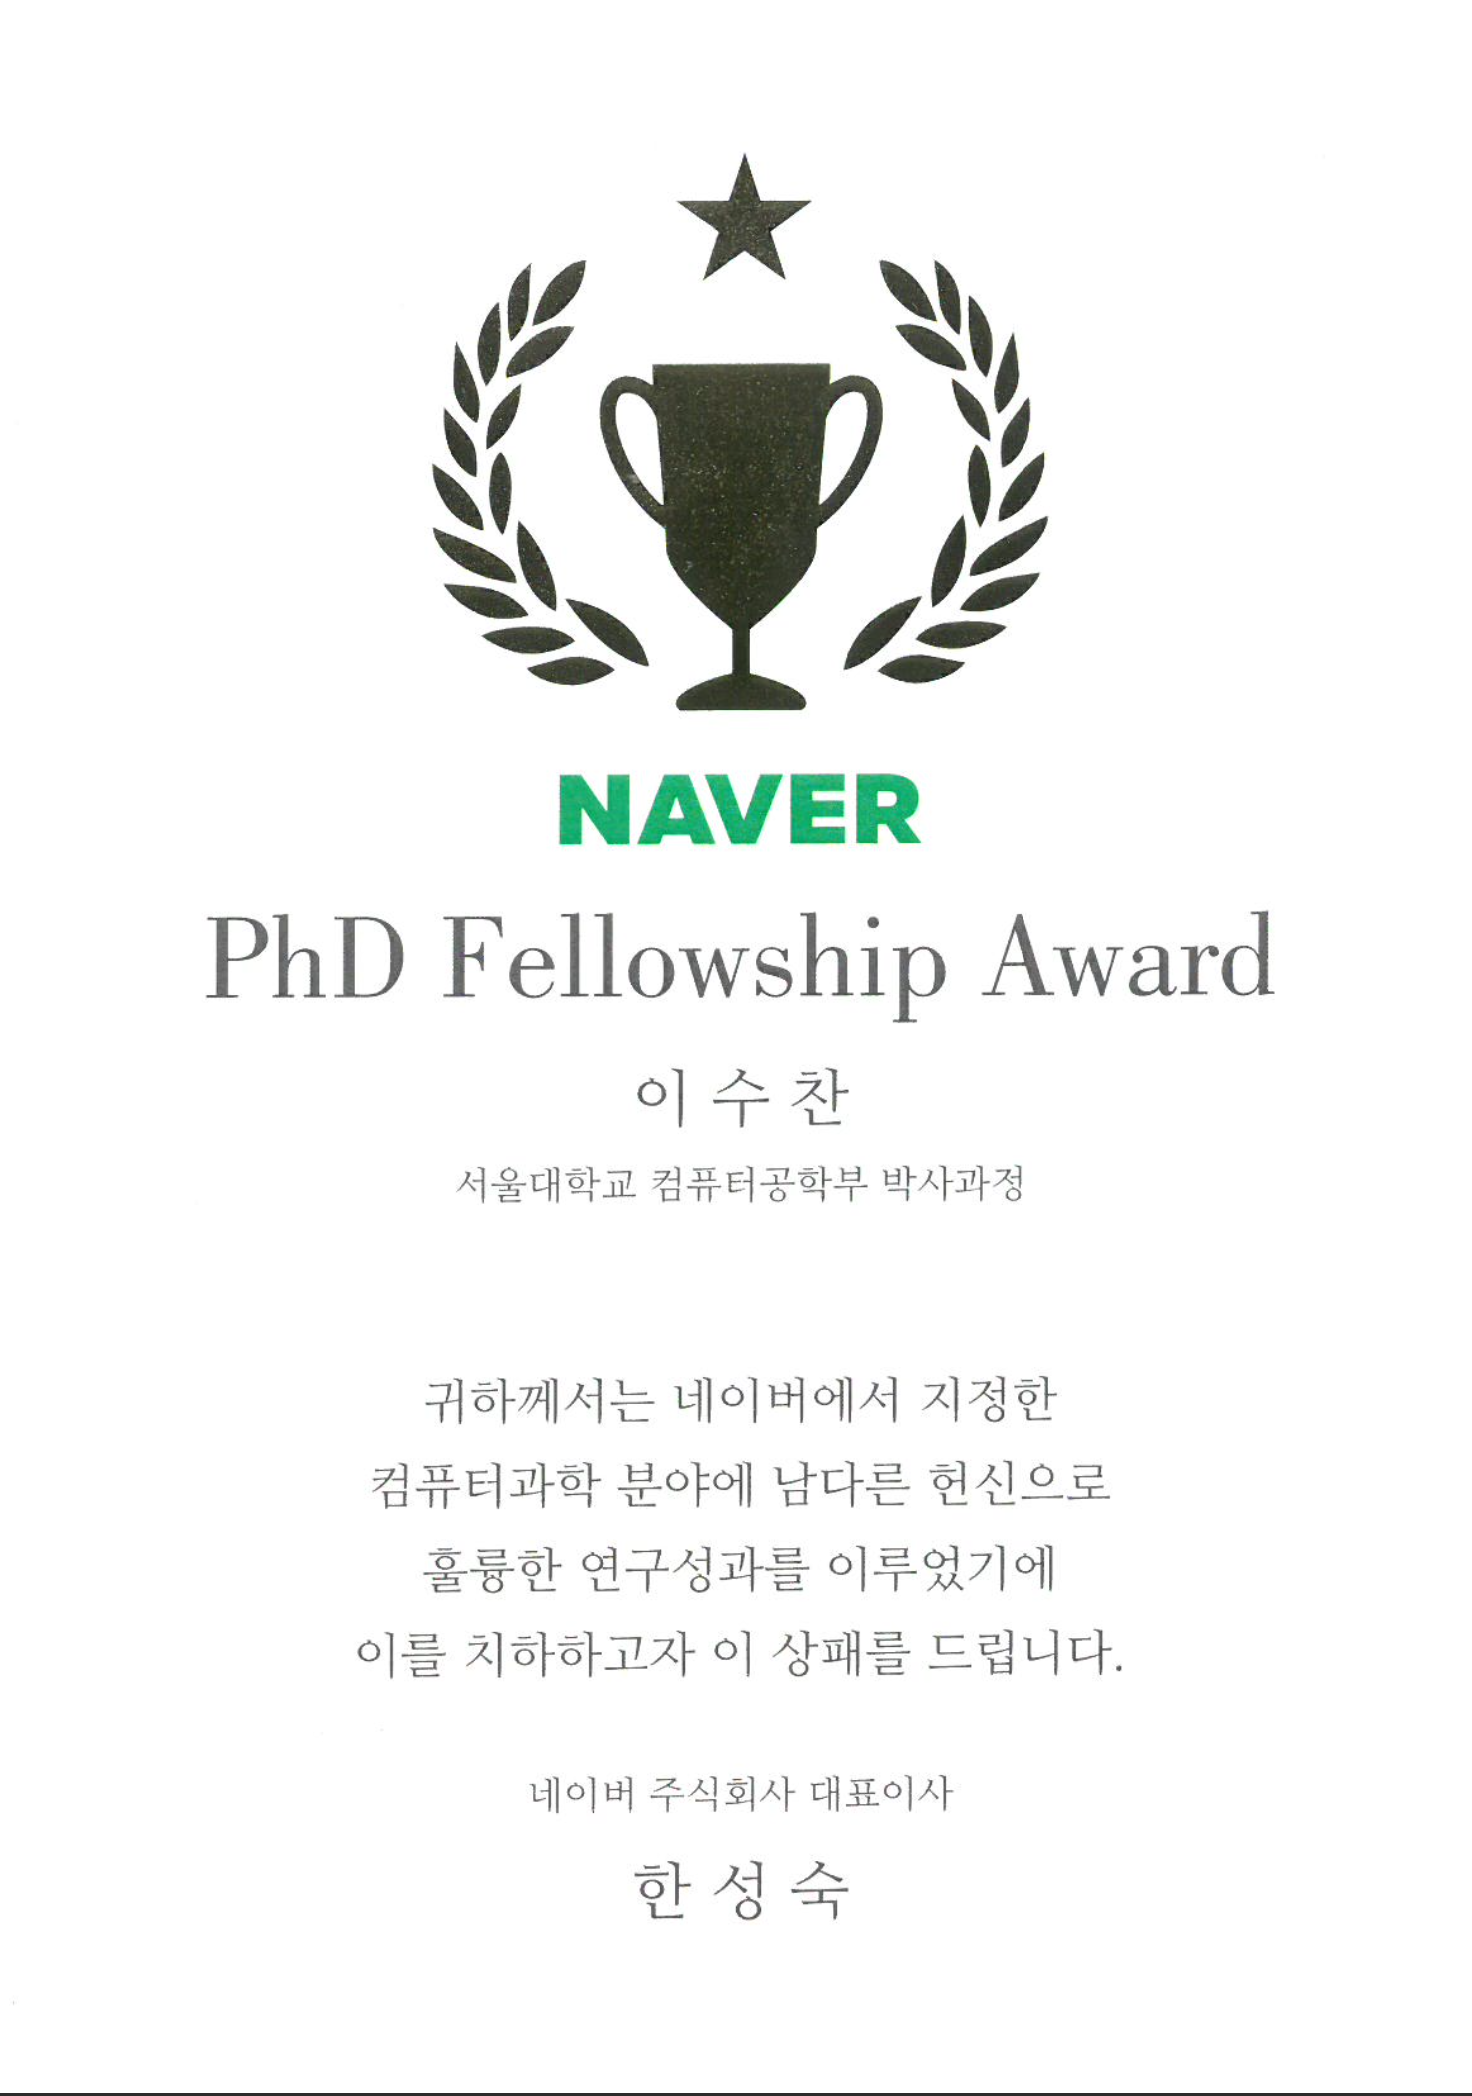 NAVER
PhD Fellowship Award
이 수 찬
서울대학교 컴퓨터공학부 박사과정
귀하께서는 네이버에서 지정한
컴퓨터과학 분야에 남다른 헌신으로
훌륭한 연구성과를 이루었기에
이를 치하하고자 이 상패를 드립니다.
네이버 주식회사 대표이사
한 성 숙